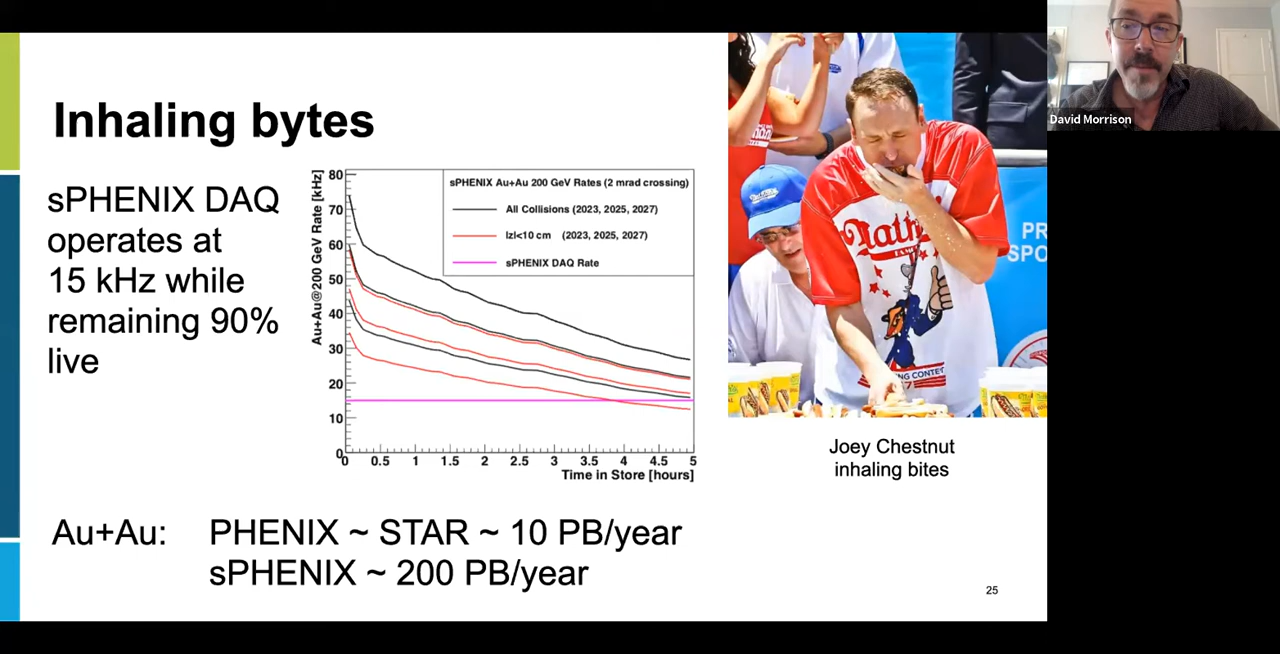 Inhaling bytes
sPHENIX DAQ
operates at
15 kHz while
remaining 90%
live
Au+Au@200 GeV Rate [kHz]
80
70
60
50
40
30
20
10
0
sPHENIX Au+Au 200 GeV Rates (2 mrad crossing)
All Collisions (2023, 2025, 2027)
|z|<10 cm (2023, 2025, 2027)
sPHENIX DAQ Rate
0 0.5 1 1.5 2 2.5 3 3.5 4 4.5 5
Time in Store [hours]
PR
SPO
Nath
Joey Chestnut
inhaling bites
Au+Au: PHENIX ~ STAR ~ 10 PB/year
sPHENIX ~ 200 PB/year
25
David Morrison